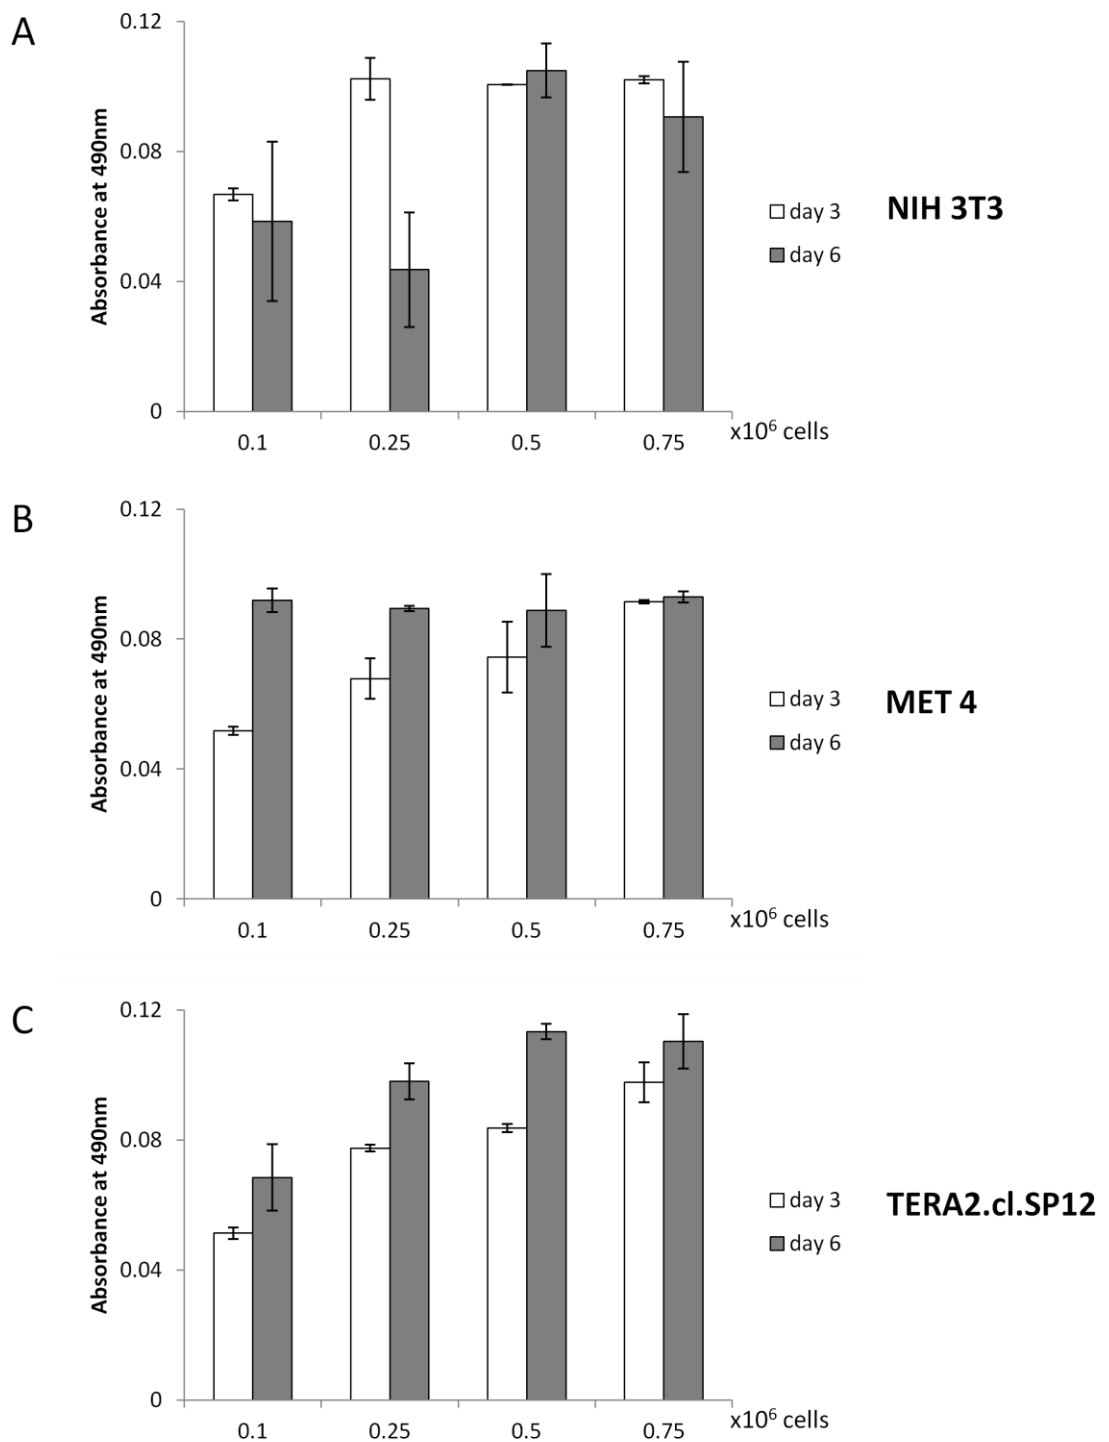 A
0.12
0.08
0.04
0
Absorbance at 490nm
0.1 0.25 0.5 0.75 x10⁶ cells
day 3
day 6
NIH 3T3
B
0.12
0.08
0.04
0
Absorbance at 490nm
0.1 0.25 0.5 0.75 x10⁶ cells
day 3
day 6
MET 4
C
0.12
0.08
0.04
0
Absorbance at 490nm
0.1 0.25 0.5 0.75 x10⁶ cells
day 3
day 6
TERA2.cl.SP12